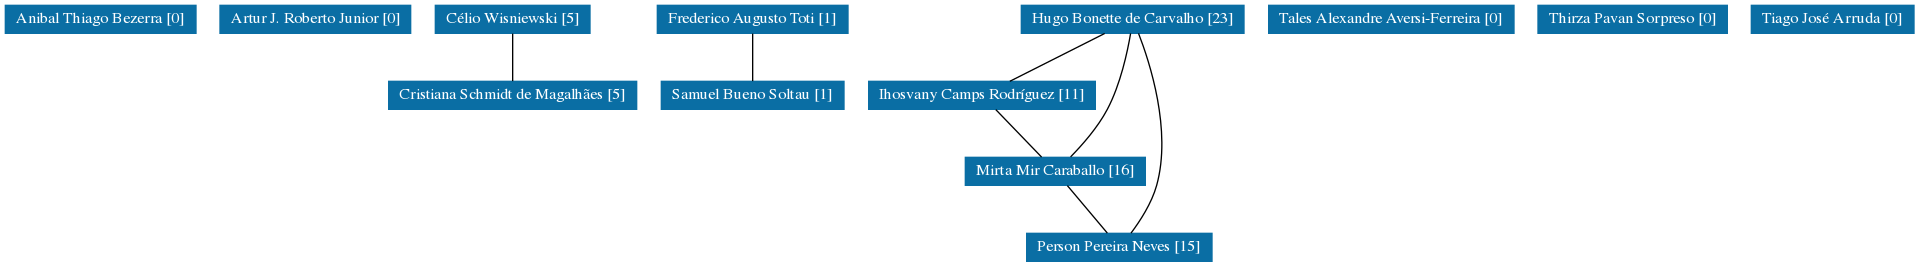 Anibal Thiago Bezerra [0]
Artur J. Roberto Junior [0]
Célio Wisniewski [5]
Frederico Augusto Toti [1]
Hugo Bonette de Carvalho [23]
Tales Alexandre Aversi-Ferreira [0]
Thirza Pavan Sorpreso [0]
Tiago José Arruda [0]
Cristiana Schmidt de Magalhães [5]
Samuel Bueno Soltau [1]
Ihosvany Camps Rodríguez [11]
Mirta Mir Caraballo [16]
Person Pereira Neves [15]